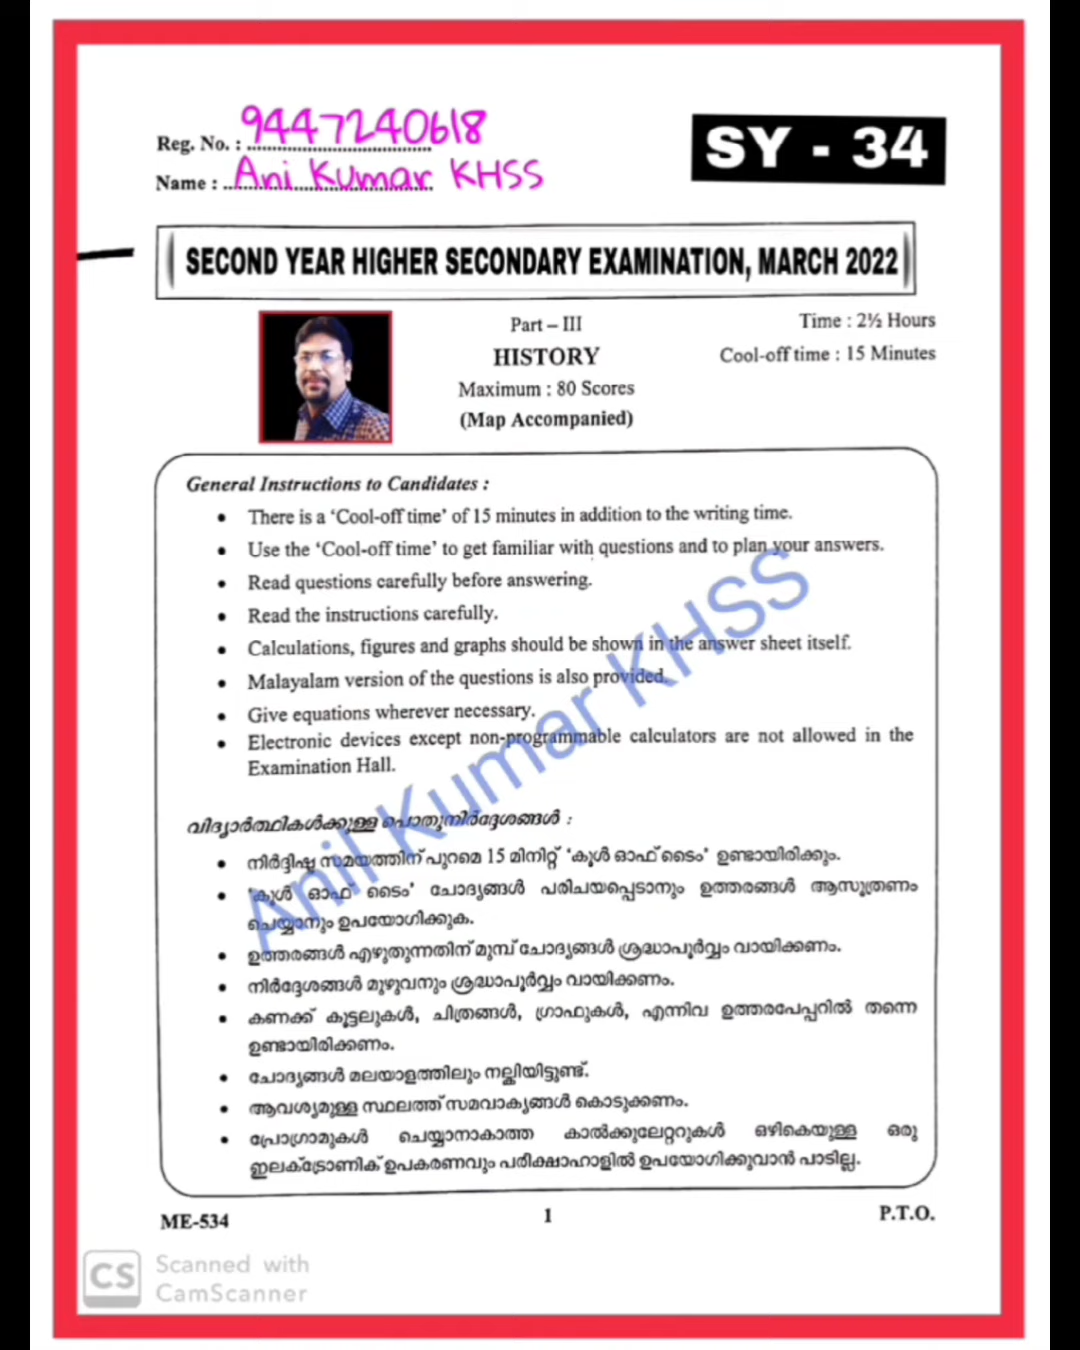 Reg. No. : 9447240618
Name : Ani Kumar KHSS
SY - 34
SECOND YEAR HIGHER SECONDARY EXAMINATION, MARCH 2022
Part – III
HISTORY
Maximum : 80 Scores
(Map Accompanied)
Time : 2½ Hours
Cool-off time : 15 Minutes
General Instructions to Candidates :
• There is a ‘Cool-off time’ of 15 minutes in addition to the writing time.
• Use the ‘Cool-off time’ to get familiar with questions and to plan your answers.
• Read questions carefully before answering.
• Read the instructions carefully.
• Calculations, figures and graphs should be shown in the answer sheet itself.
• Malayalam version of the questions is also provided.
• Give equations wherever necessary.
• Electronic devices except non-programmable calculators are not allowed in the
Examination Hall.
വിദ്യാർത്ഥികൾക്കുള്ള പൊതുനിർദ്ദേശങ്ങൾ :
• നിർദ്ദിഷ്ട സമയത്തിന് പുറമെ 15 മിനിറ്റ് ‘കൂൾ ഓഫ് ടൈം’ ഉണ്ടായിരിക്കും.
• ‘കൂൾ ഓഫ് ടൈം’ ചോദ്യങ്ങൾ പരിചയപ്പെടാനും ഉത്തരങ്ങൾ ആസൂത്രണം
ചെയ്യാനും ഉപയോഗിക്കുക.
• ഉത്തരങ്ങൾ എഴുതുന്നതിന് മുമ്പ് ചോദ്യങ്ങൾ ശ്രദ്ധാപൂർവ്വം വായിക്കണം.
• നിർദ്ദേശങ്ങൾ മുഴുവനും ശ്രദ്ധാപൂർവ്വം വായിക്കണം.
• കണക്ക് കൂട്ടലുകൾ, ചിത്രങ്ങൾ, ഗ്രാഫുകൾ, എന്നിവ ഉത്തരപേപ്പറിൽ തന്നെ
ഉണ്ടായിരിക്കണം.
• ചോദ്യങ്ങൾ മലയാളത്തിലും നല്കിയിട്ടുണ്ട്.
• ആവശ്യമുള്ള സ്ഥലത്ത് സമവാക്യങ്ങൾ കൊടുക്കണം.
• പ്രോഗ്രാമുകൾ ചെയ്യാനാകാത്ത കാൽക്കുലേറ്ററുകൾ ഒഴികെയുള്ള ഒരു
ഇലക്ട്രോണിക് ഉപകരണവും പരീക്ഷാഹാളിൽ ഉപയോഗിക്കുവാൻ പാടില്ല.
Anil Kumar KHSS
ME-534
1
P.T.O.
CS Scanned with
CamScanner